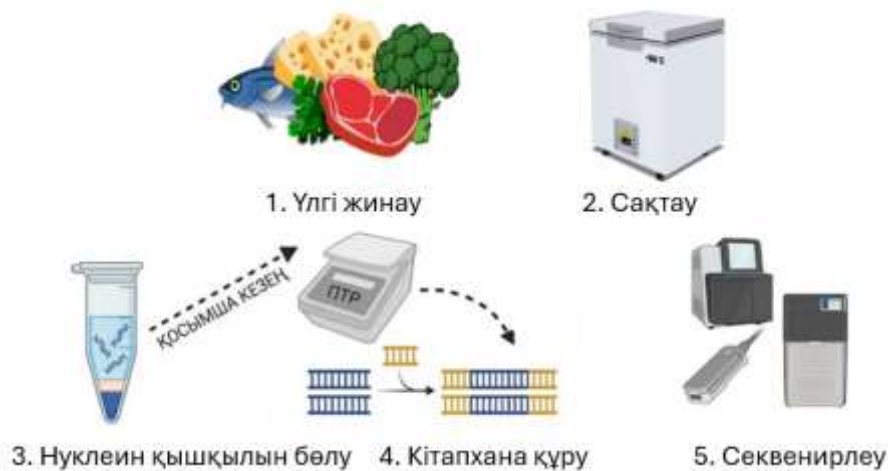 1. Үлгі жинау
2. Сақтау
ҚОСЫМША КЕЗЕҢ
ПТР
3. Нуклеин қышқылын бөлу
4. Кітапхана құру
5. Секвенирлеу